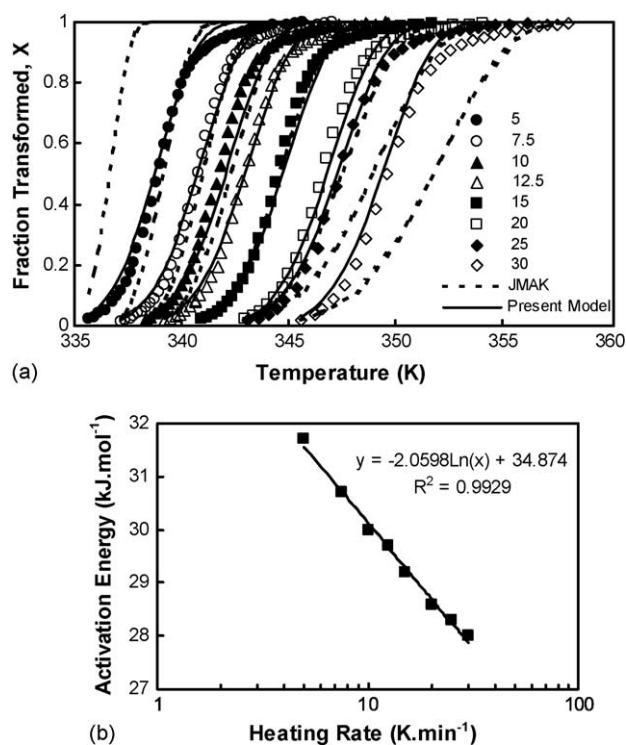 1
0.8
0.6
0.4
0.2
0
Fraction Transformed, X
5
7.5
10
12.5
15
20
25
30
JMAK
Present Model
335 340 345 350 355 360
(a) Temperature (K)
32
31
30
29
28
27
Activation Energy (kJ.mol⁻¹)
y = -2.0598Ln(x) + 34.874
R² = 0.9929
1 10 100
(b) Heating Rate (K.min⁻¹)